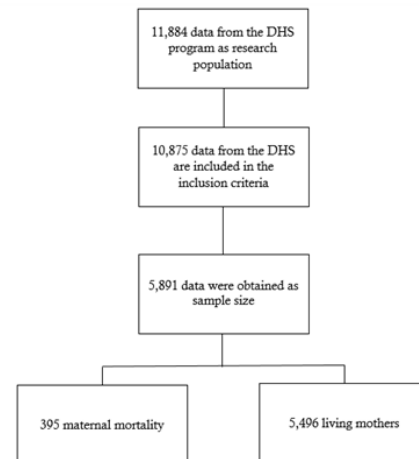 11,884 data from the DHS
program as research
population
10,875 data from the DHS
are included in the
inclusion criteria
5,891 data were obtained as
sample size
395 maternal mortality
5,496 living mothers